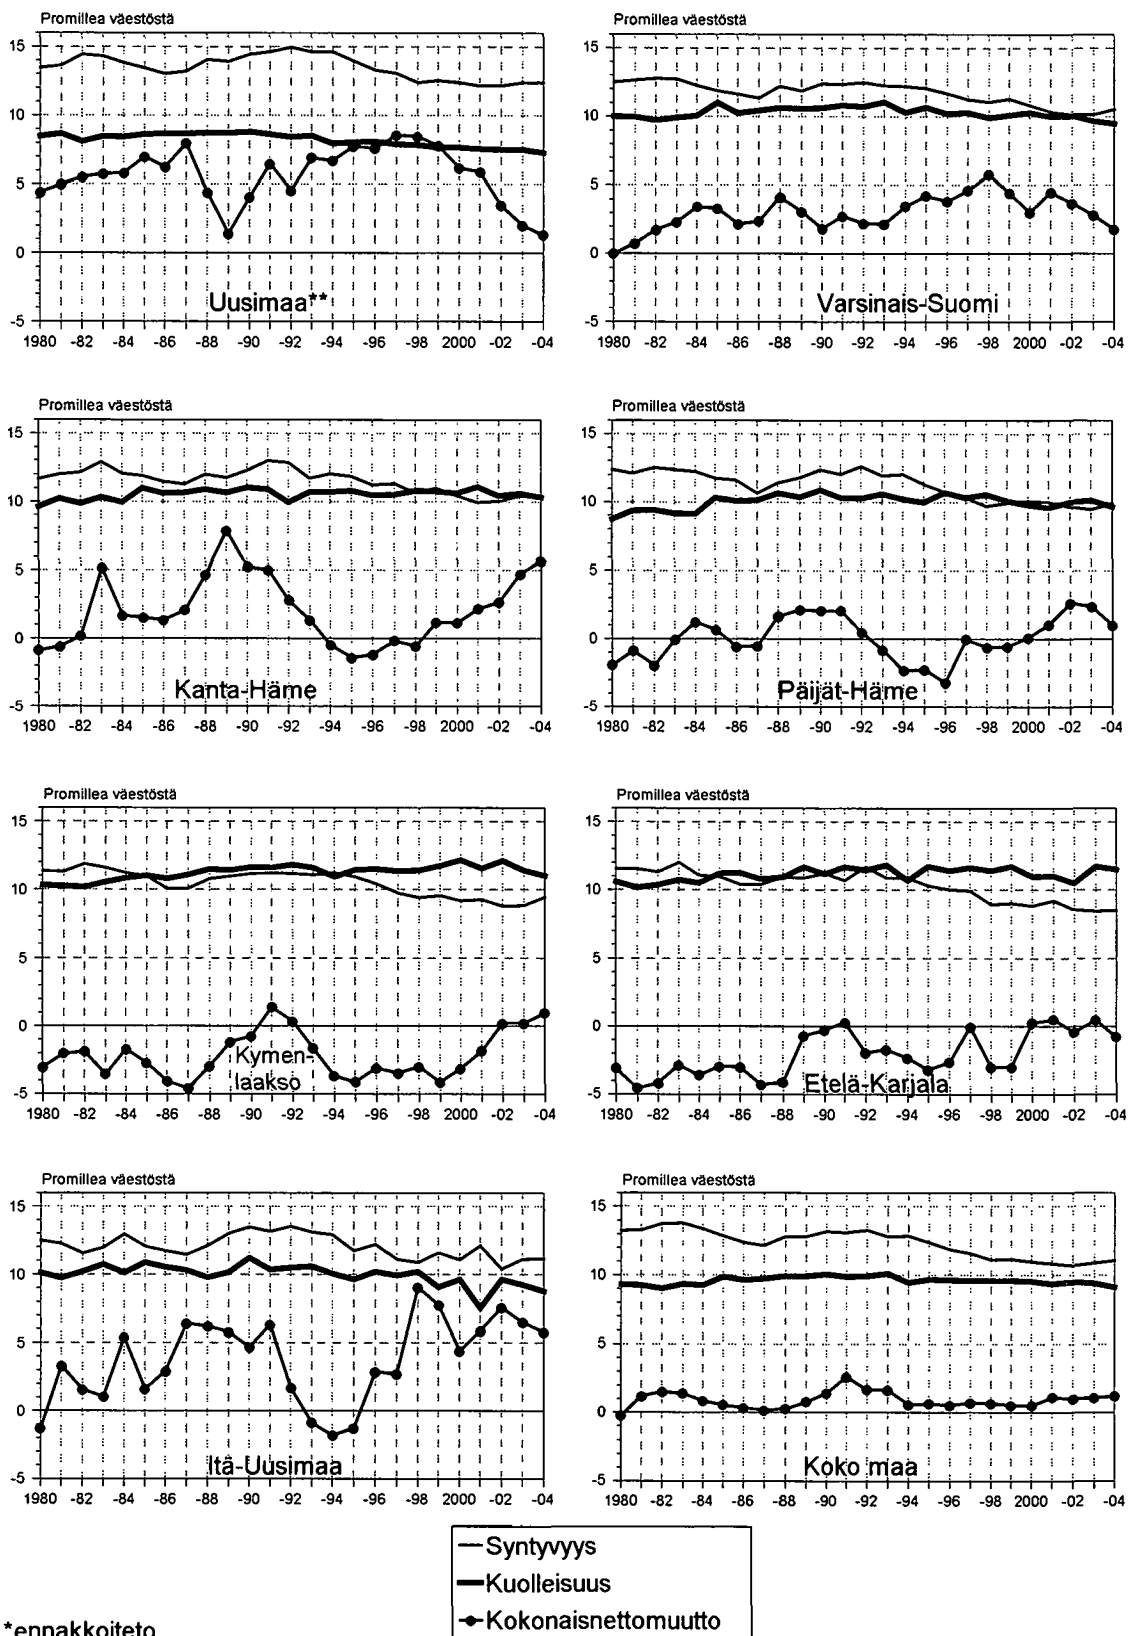 Promillea väestöstä
15
10
5
0
-5
Uusimaa**
1980 -82 -84 -86 -88 -90 -92 -94 -96 -98 2000 -02 -04
Promillea väestöstä
15
10
5
0
-5
Varsinais-Suomi
1980 -82 -84 -86 -88 -90 -92 -94 -96 -98 2000 -02 -04
Promillea väestöstä
15
10
5
0
-5
Kanta-Häme
1980 -82 -84 -86 -88 -90 -92 -94 -96 -98 2000 -02 -04
Promillea väestöstä
15
10
5
0
-5
Päijät-Häme
1980 -82 -84 -86 -88 -90 -92 -94 -96 -98 2000 -02 -04
Promillea väestöstä
15
10
5
0
-5
Kymen-
laakso
1980 -82 -84 -86 -88 -90 -92 -94 -96 -98 2000 -02 -04
Promillea väestöstä
15
10
5
0
-5
Etelä-Karjala
1980 -82 -84 -86 -88 -90 -92 -94 -96 -98 2000 -02 -04
Promillea väestöstä
15
10
5
0
-5
Itä-Uusimaa
1980 -82 -84 -86 -88 -90 -92 -94 -96 -98 2000 -02 -04
Promillea väestöstä
15
10
5
0
-5
Koko maa
1980 -82 -84 -86 -88 -90 -92 -94 -96 -98 2000 -02 -04
Syntyvyys
Kuolleisuus
Kokonaisnettomuutto
*ennakkoiteto